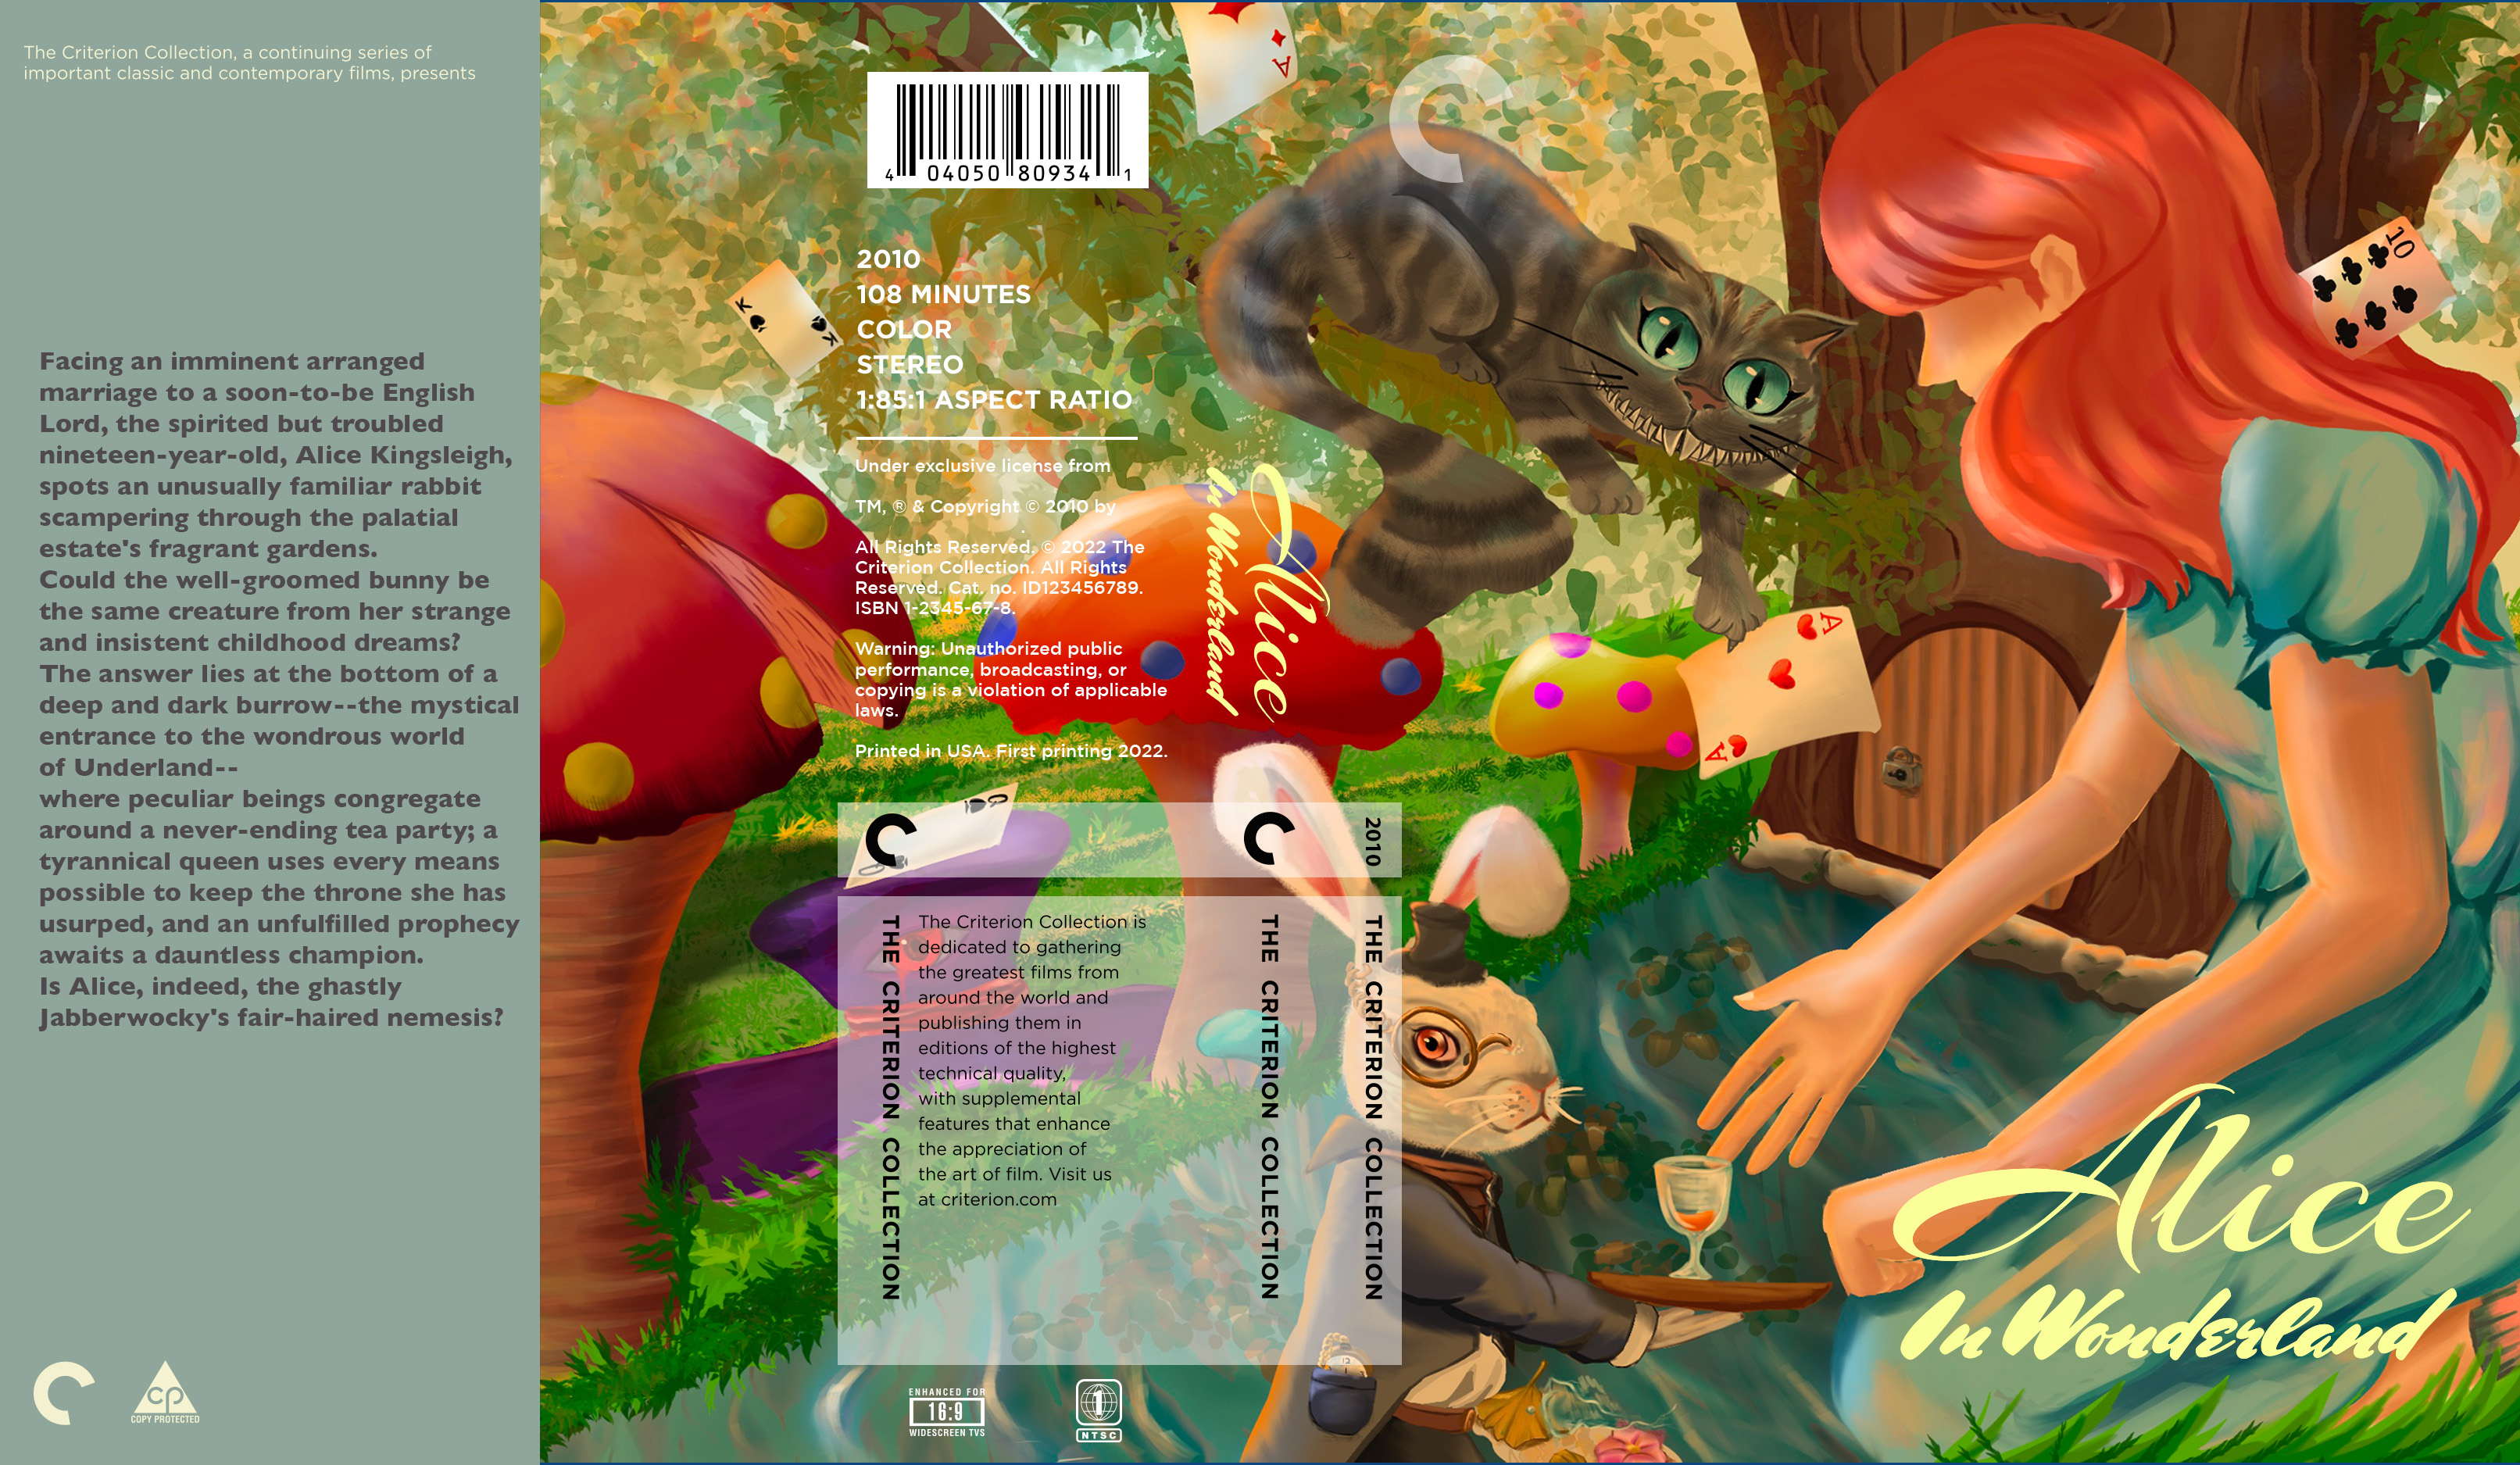 The Criterion Collection, a continuing series of
important classic and contemporary films, presents
Facing an imminent arranged
marriage to a soon-to-be English
Lord, the spirited but troubled
nineteen-year-old, Alice Kingsleigh,
spots an unusually familiar rabbit
scampering through the palatial
estate's fragrant gardens.
Could the well-groomed bunny be
the same creature from her strange
and insistent childhood dreams?
The answer lies at the bottom of a
deep and dark burrow--the mystical
entrance to the wondrous world
of Underland--
where peculiar beings congregate
around a never-ending tea party; a
tyrannical queen uses every means
possible to keep the throne she has
usurped, and an unfulfilled prophecy
awaits a dauntless champion.
Is Alice, indeed, the ghastly
Jabberwocky's fair-haired nemesis?
cp
COPY PROTECTED
4 04050 80934 1
2010
108 MINUTES
COLOR
STEREO
1:85:1 ASPECT RATIO
Under exclusive license from
TM, ® & Copyright © 2010 by
All Rights Reserved. © 2022 The
Criterion Collection. All Rights
Reserved. Cat. no. ID123456789.
ISBN 1-2345-67-8.
Warning: Unauthorized public
performance, broadcasting, or
copying is a violation of applicable
laws.
Printed in USA. First printing 2022.
THE CRITERION COLLECTION
The Criterion Collection is
dedicated to gathering
the greatest films from
around the world and
publishing them in
editions of the highest
technical quality,
with supplemental
features that enhance
the appreciation of
the art of film. Visit us
at criterion.com
ENHANCED FOR
16:9
WIDESCREEN TVS
1
NTSC
Alice
In Wonderland
THE CRITERION COLLECTION
2010
THE CRITERION COLLECTION
K
K
A
10
A
A
Alice
In Wonderland